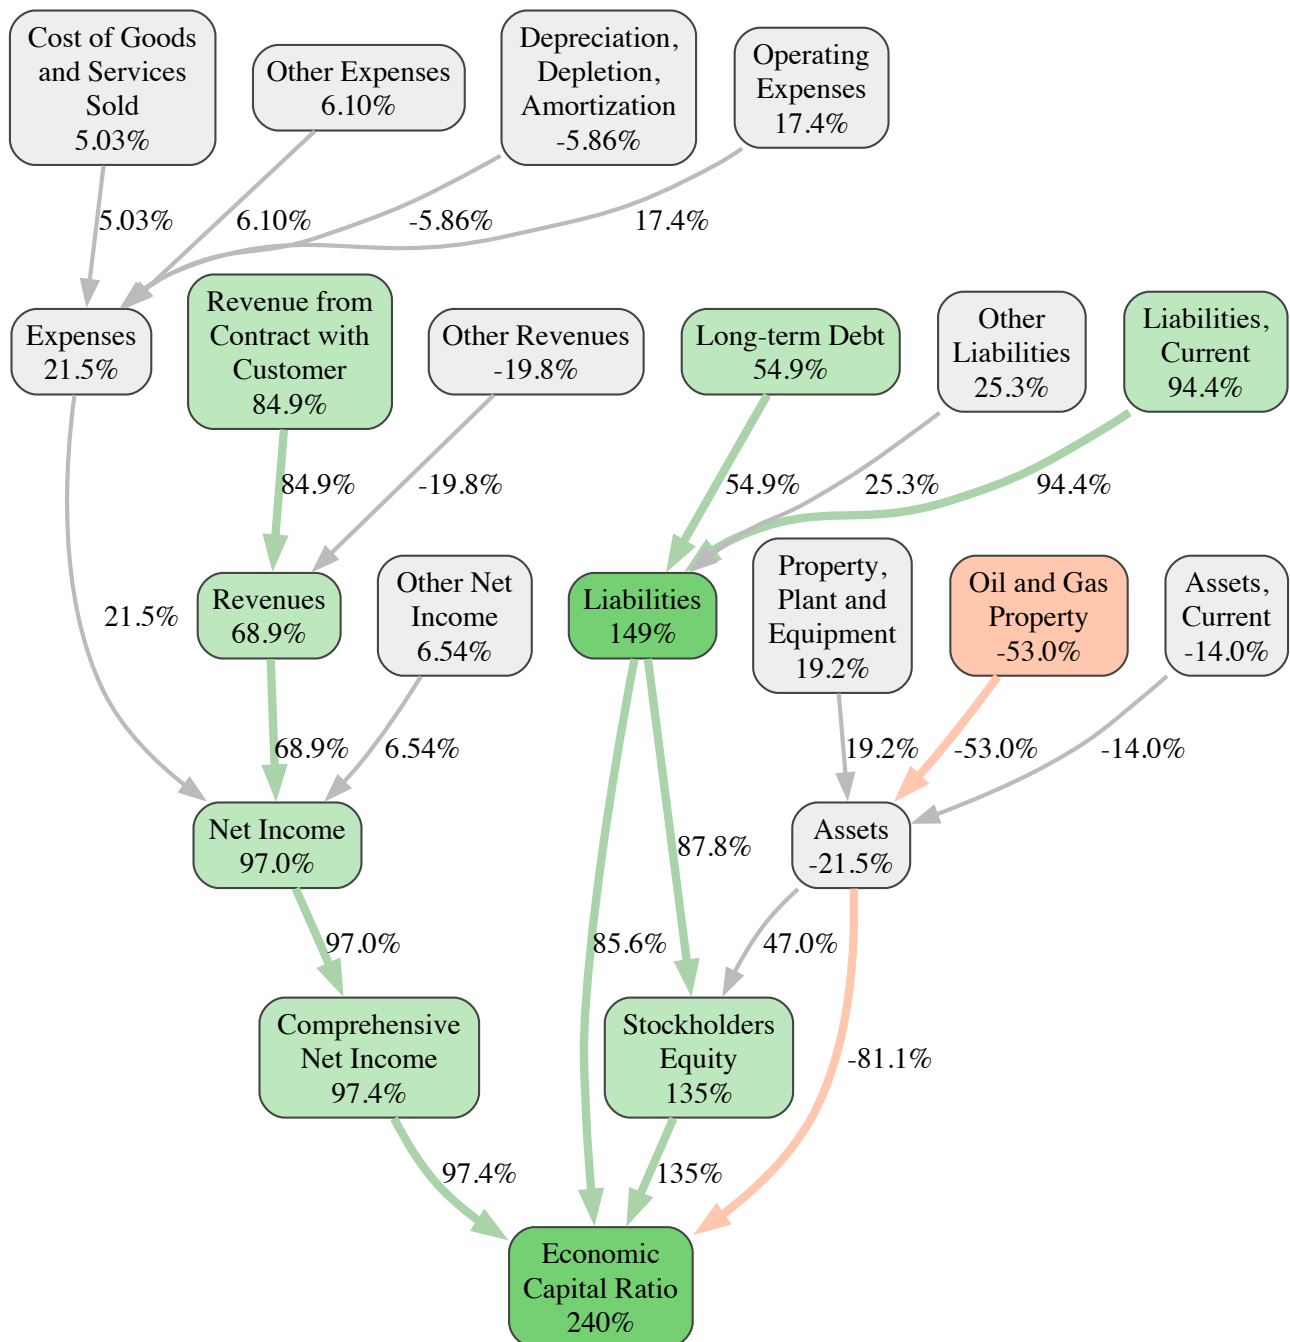 Cost of Goods
and Services
Sold
5.03%
Other Expenses
6.10%
Depreciation,
Depletion,
Amortization
-5.86%
Operating
Expenses
17.4%
5.03%
6.10%
-5.86%
17.4%
Expenses
21.5%
Revenue from
Contract with
Customer
84.9%
Other Revenues
-19.8%
Long-term Debt
54.9%
Other
Liabilities
25.3%
Liabilities,
Current
94.4%
84.9%
-19.8%
54.9%
25.3%
94.4%
21.5%
Revenues
68.9%
Other Net
Income
6.54%
Liabilities
149%
Property,
Plant and
Equipment
19.2%
Oil and Gas
Property
-53.0%
Assets,
Current
-14.0%
68.9%
6.54%
19.2%
-53.0%
-14.0%
Net Income
97.0%
87.8%
Assets
-21.5%
97.0%
85.6%
47.0%
Comprehensive
Net Income
97.4%
Stockholders
Equity
135%
-81.1%
97.4%
135%
Economic
Capital Ratio
240%